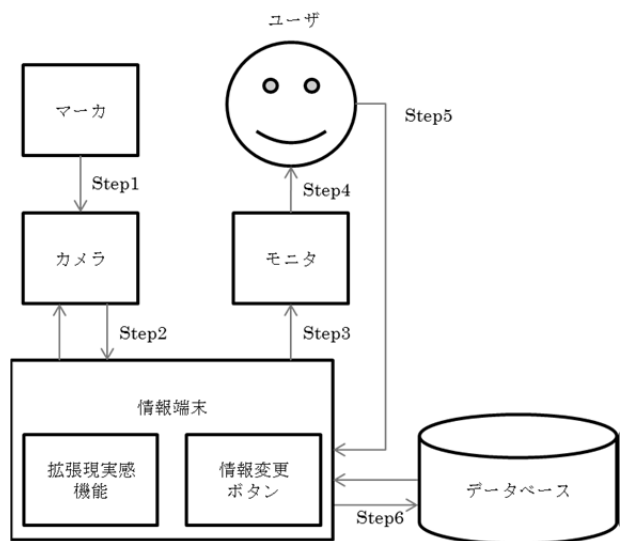 ユーザ
マーカ
Step5
Step1
Step4
カメラ
モニタ
Step2
Step3
情報端末
拡張現実感
機能
情報変更
ボタン
データベース
Step6